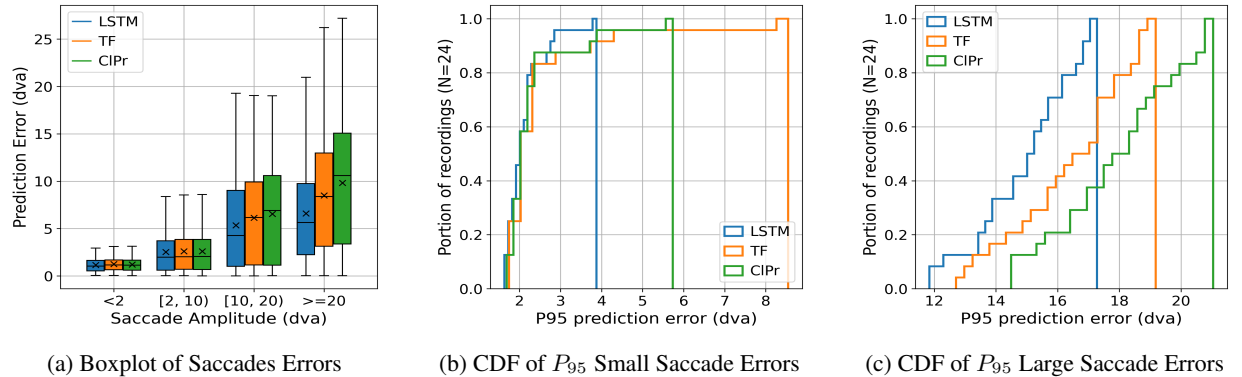 Prediction Error (dva)
25
20
15
10
5
0
LSTM
TF
ClPr
<2 [2, 10) [10, 20) >=20
Saccade Amplitude (dva)
(a) Boxplot of Saccades Errors
Portion of recordings (N=24)
1.0
0.8
0.6
0.4
0.2
0.0
LSTM
TF
ClPr
2 3 4 5 6 7 8
P95 prediction error (dva)
(b) CDF of P95 Small Saccade Errors
Portion of recordings (N=24)
1.0
0.8
0.6
0.4
0.2
0.0
LSTM
TF
ClPr
12 14 16 18 20
P95 prediction error (dva)
(c) CDF of P95 Large Saccade Errors